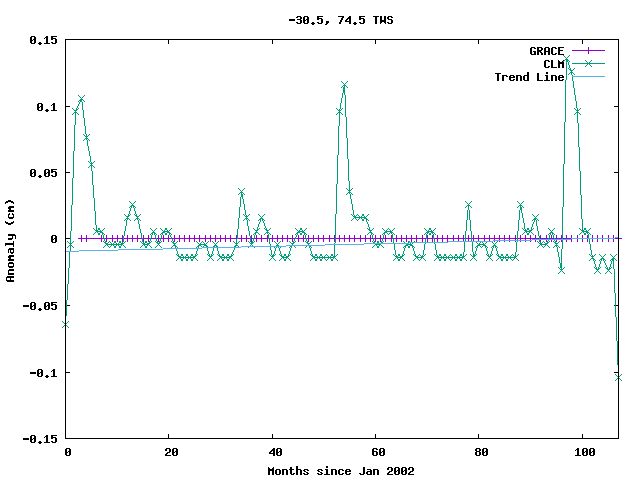 -30.5, 74.5 TWS
GRACE
CLM
Trend Line
0.15
0.1
0.05
0
-0.05
-0.1
-0.15
Anomaly (cm)
0 20 40 60 80 100
Months since Jan 2002